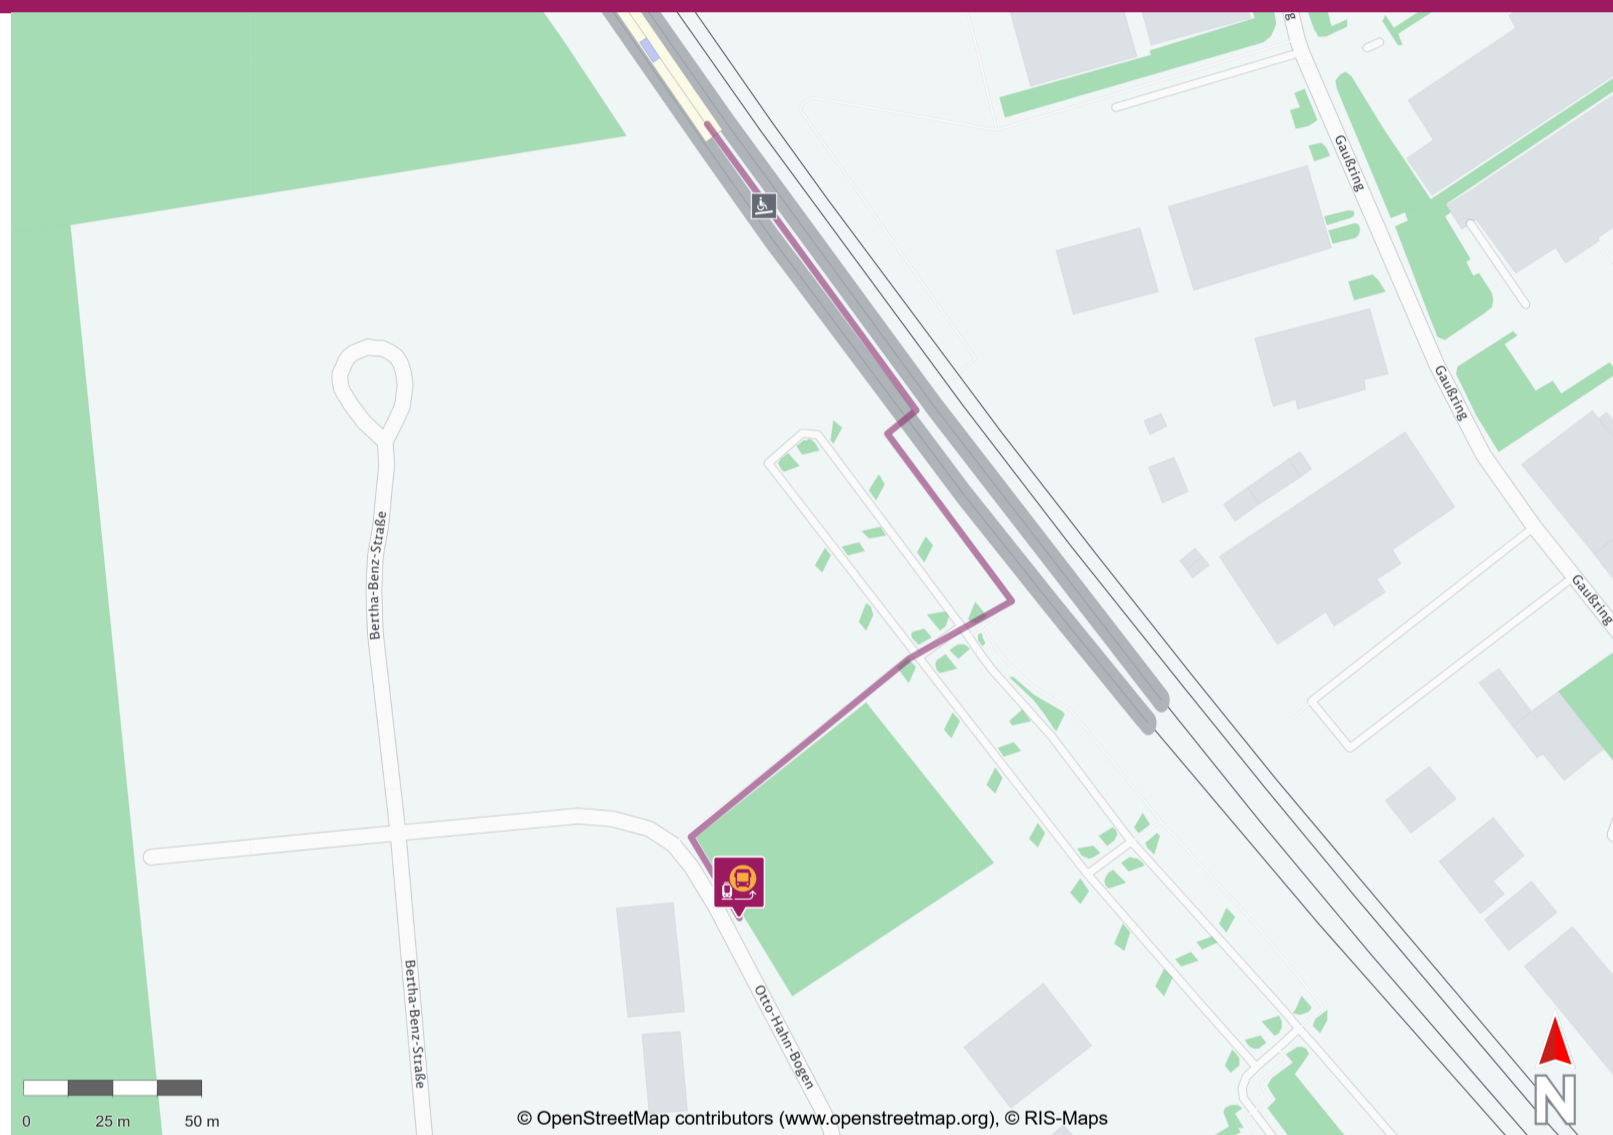 g
Gaußring
Gaußring
Gaußring
Bertha-Benz-Straße
Bertha-Benz-Straße
Otto-Hahn-Bogen
0 25 m 50 m
© OpenStreetMap contributors (www.openstreetmap.org), © RIS-Maps
N